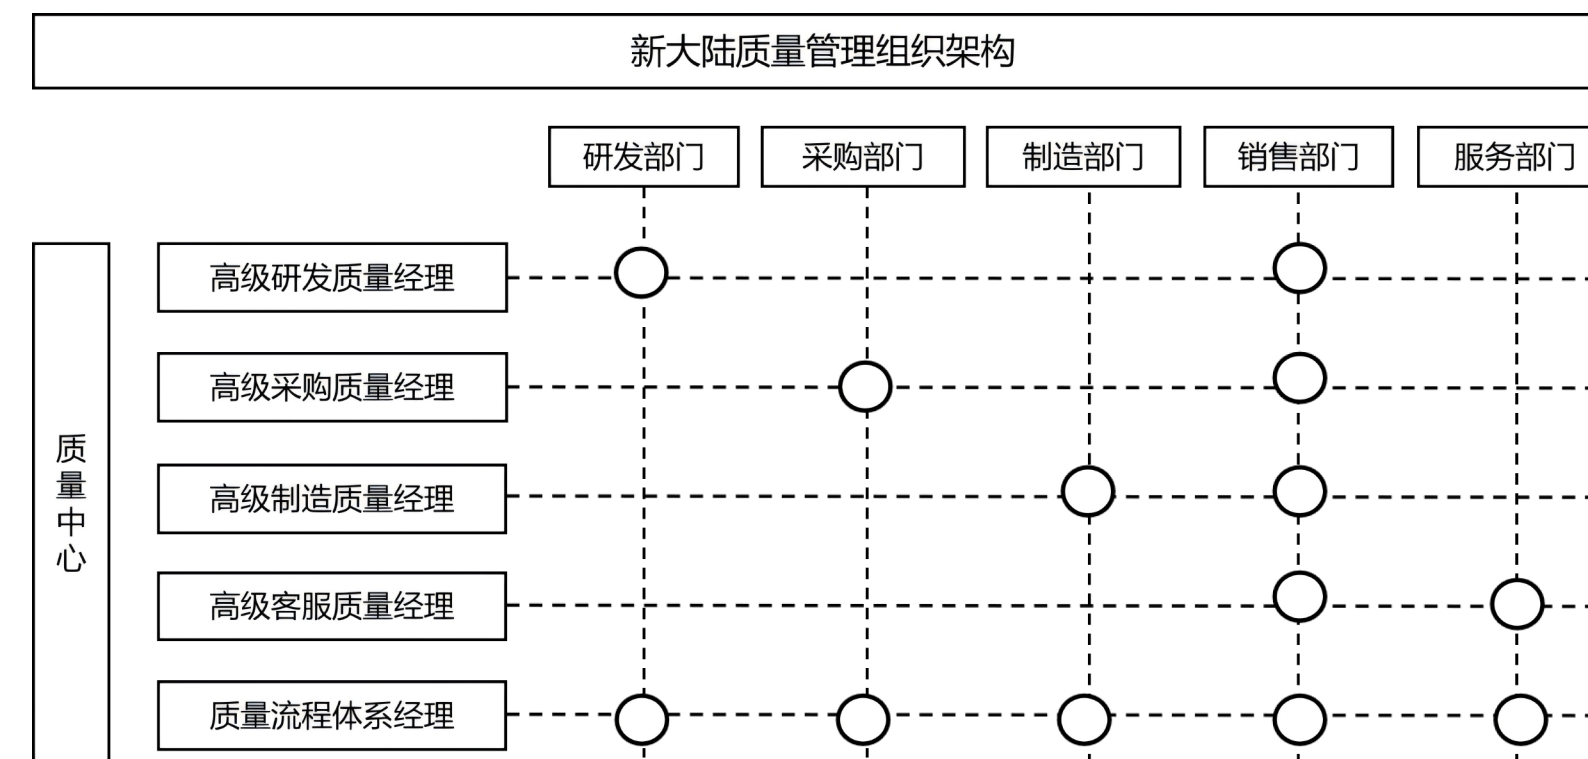 新大陆质量管理组织架构
研发部门
采购部门
制造部门
销售部门
服务部门
质量中心
高级研发质量经理
高级采购质量经理
高级制造质量经理
高级客服质量经理
质量流程体系经理